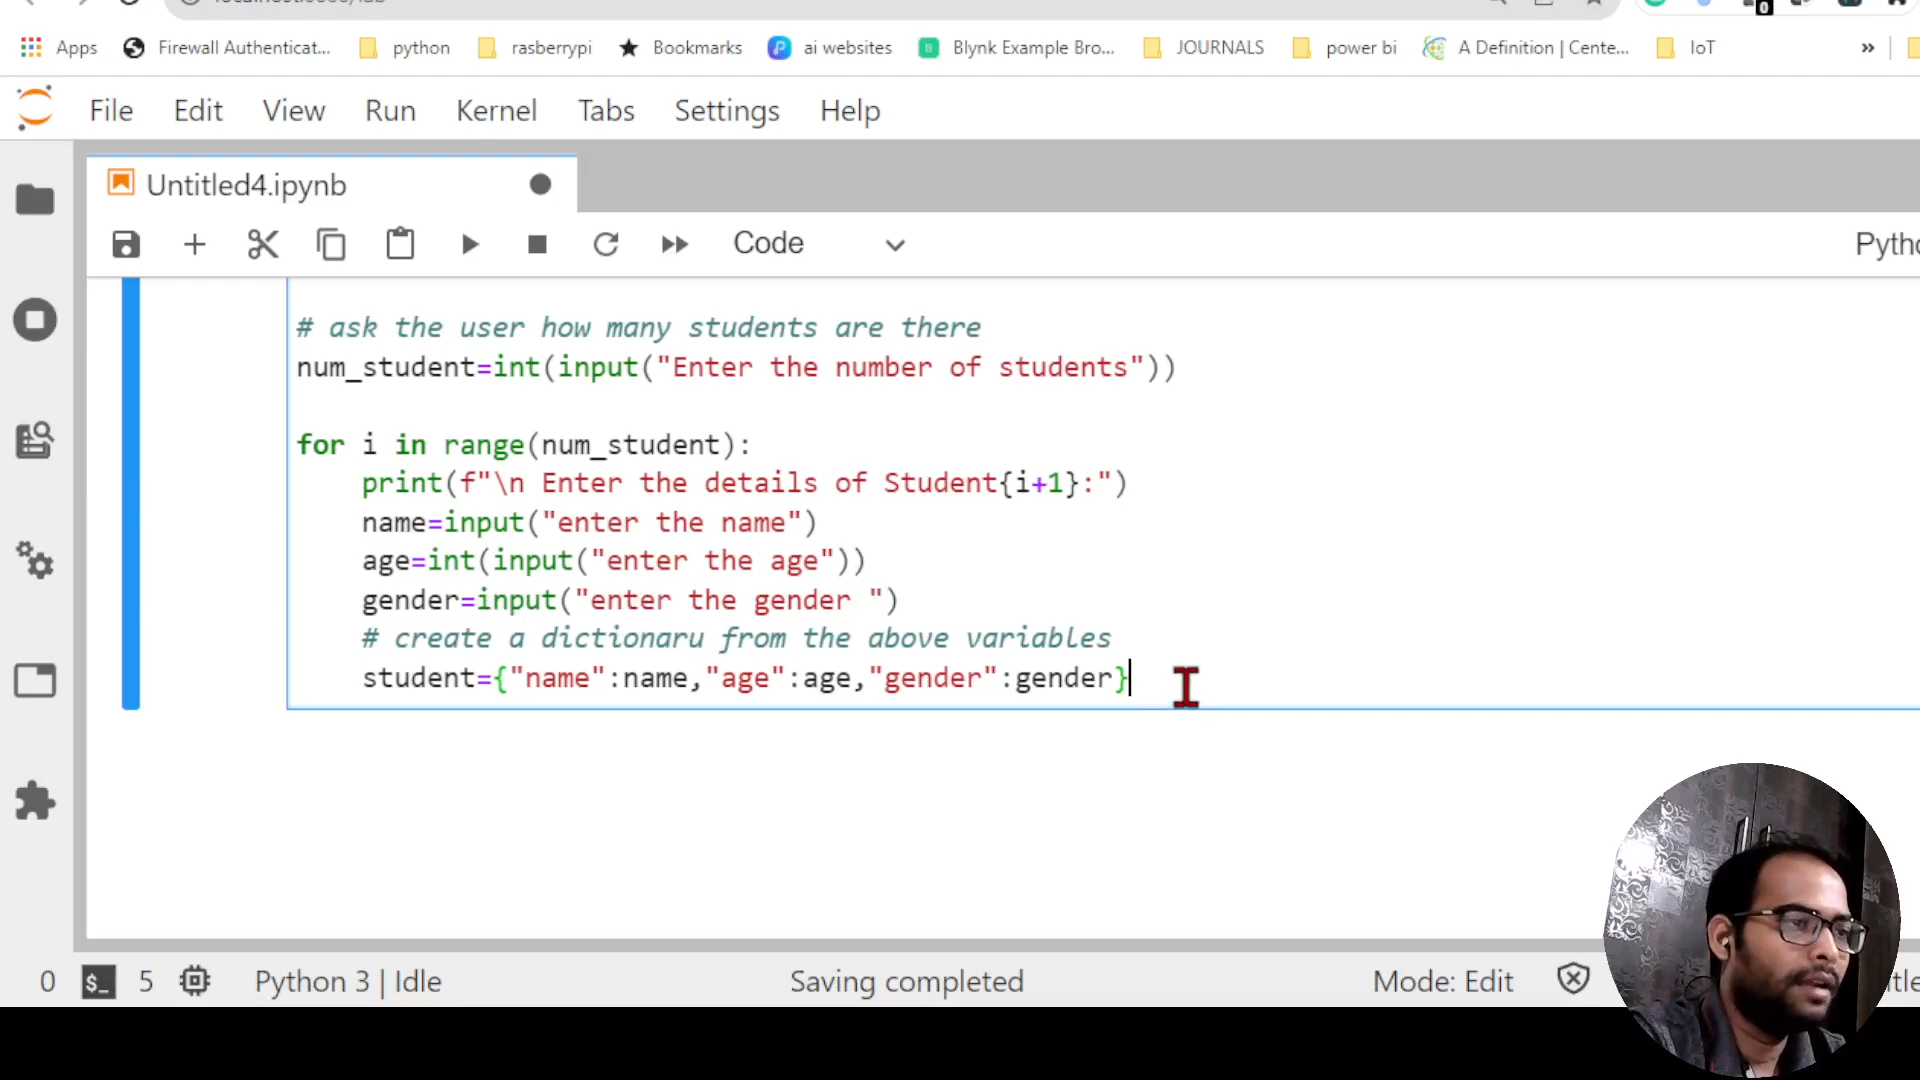 Apps Firewall Authenticat... python rasberrypi Bookmarks ai websites Blynk Example Bro... JOURNALS power bi A Definition | Cente... IoT »
File Edit View Run Kernel Tabs Settings Help
Untitled4.ipynb
Code
# ask the user how many students are there
num_student=int(input("Enter the number of students"))
for i in range(num_student):
print(f"\n Enter the details of Student{i+1}:")
name=input("enter the name")
age=int(input("enter the age"))
gender=input("enter the gender ")
# create a dictionaru from the above variables
student={"name":name,"age":age,"gender":gender}
0 $_ 5 Python 3 | Idle Saving completed Mode: Edit